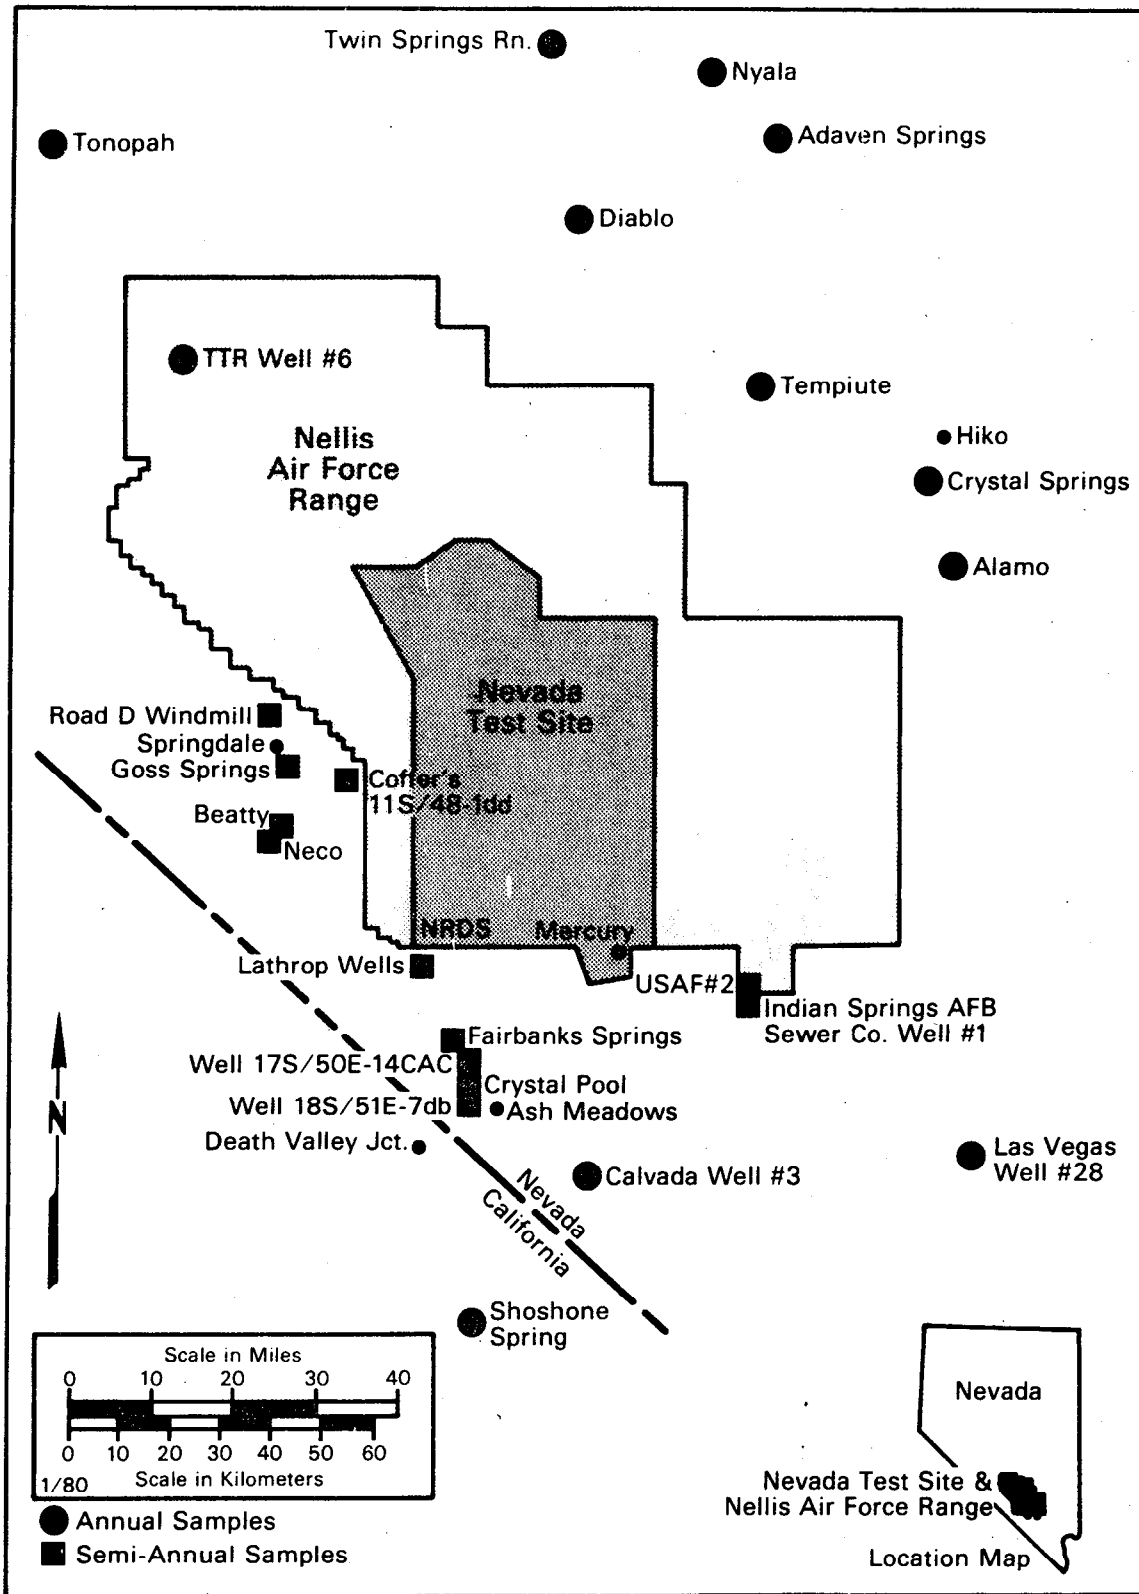 Twin Springs Rn.
Nyala
Tonopah
Adaven Springs
Diablo
TTR Well #6
Tempiute
Nellis
Air Force
Range
Hiko
Crystal Springs
Alamo
Nevada
Test Site
Road D Windmill
Springdale
Goss Springs
Coffer's
11S/48-1dd
Beatty
Neco
NRDS
Mercury
Lathrop Wells
USAF#2
Indian Springs AFB
Sewer Co. Well #1
Fairbanks Springs
Well 17S/50E-14CAC
Crystal Pool
Well 18S/51E-7db
Ash Meadows
Death Valley Jct.
Las Vegas
Well #28
Calvada Well #3
Nevada
California
N
Shoshone
Spring
Scale in Miles
0 10 20 30 40
0 10 20 30 40 50 60
1/80
Scale in Kilometers
Annual Samples
Semi-Annual Samples
Nevada
Nevada Test Site &
Nellis Air Force Range
Location Map